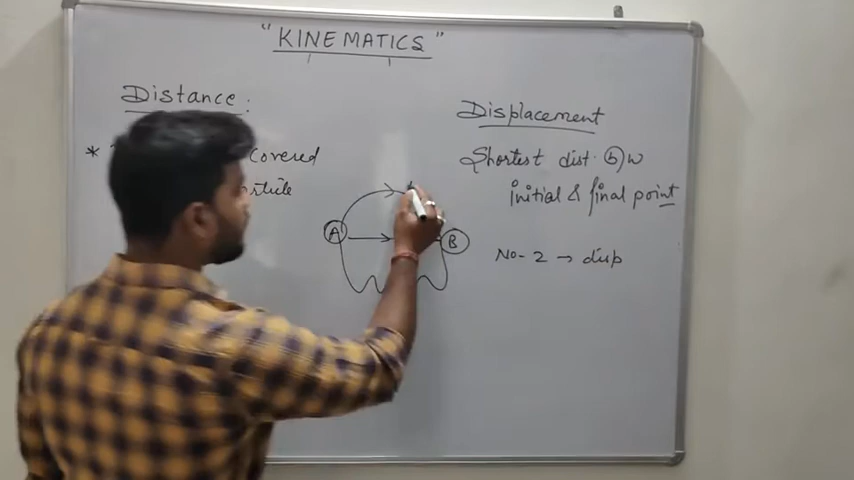 "KINEMATICS"
Distance :
* covered
Displacement
Shortest dist. b/w
initial & final point
A
B
No- 2 → disp